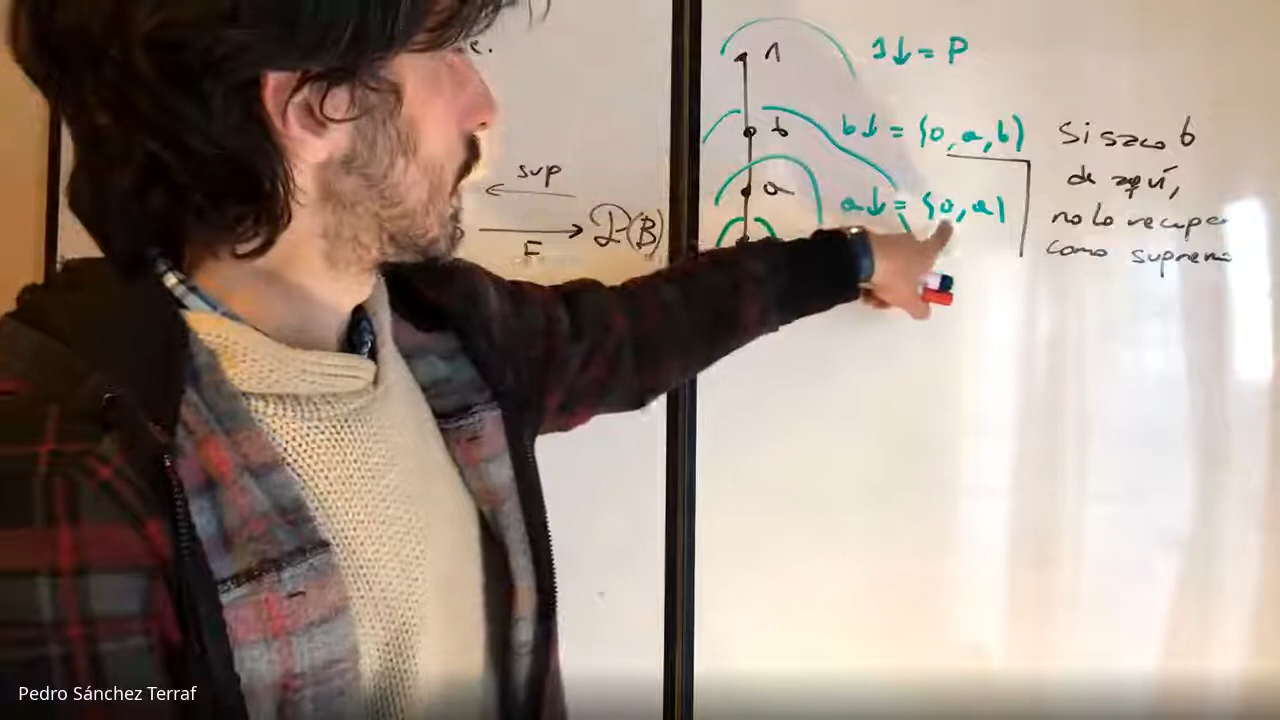 c.
sup
F
D(B)
1
1↓ = P
b
b↓ = {0, a, b}
a
a↓ = {0, a}
Si saco b
de aquí,
no lo recuper
como supremo
Pedro Sánchez Terraf